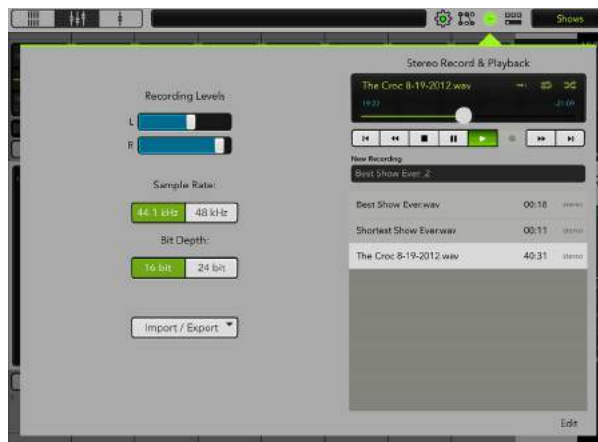 Shows
Stereo Record & Playback
The Croc 8-19-2012.wav
19:22
-21:09
Recording Levels
L
R
New Recording
Best Show Ever_2
Sample Rate:
Best Show Ever.wav 00:18 stereo
44.1 kHz 48 kHz
Shortest Show Ever.wav 00:11 stereo
Bit Depth:
The Croc 8-19-2012.wav 40:31 stereo
16 bit 24 bit
Import / Export
Edit